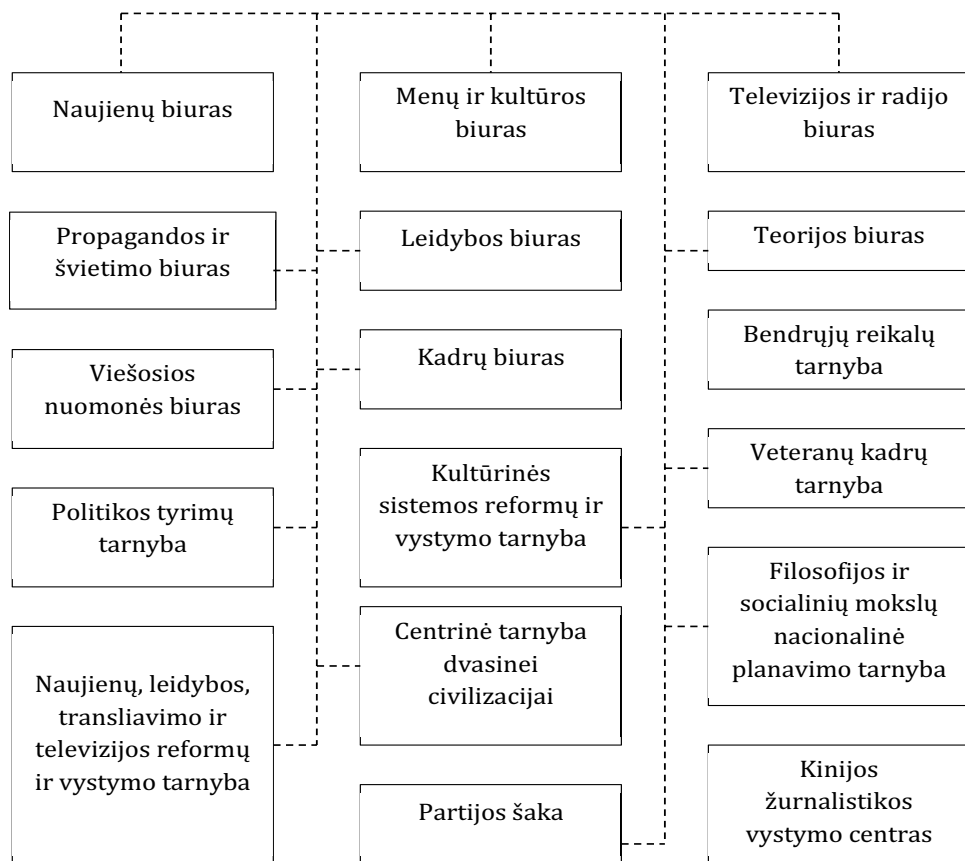 Naujienų biuras
Menų ir kultūros
biuras
Televizijos ir radijo
biuras
Propagandos ir
švietimo biuras
Leidybos biuras
Teorijos biuras
Viešosios
nuomonės biuras
Kadrų biuras
Bendrųjų reikalų
tarnyba
Politikos tyrimų
tarnyba
Kultūrinės
sistemos reformų ir
vystymo tarnyba
Veteranų kadrų
tarnyba
Naujienų, leidybos,
transliavimo ir
televizijos reformų
ir vystymo tarnyba
Centrinė tarnyba
dvasinei
civilizacijai
Filosofijos ir
socialinių mokslų
nacionalinė
planavimo tarnyba
Partijos šaka
Kinijos
žurnalistikos
vystymo centras